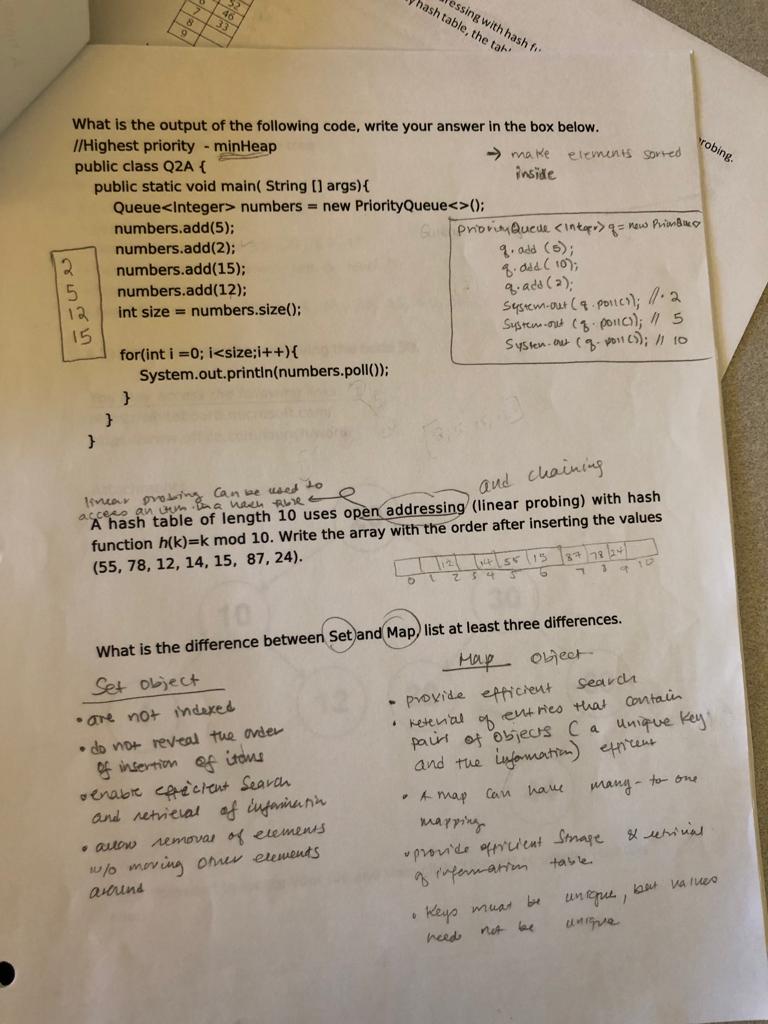 52
7 46
8 33
9
ressing with hash f
y hash table, the tab
robing.
What is the output of the following code, write your answer in the box below.
//Highest priority - minHeap
→ make elements sorted
inside
public class Q2A {
public static void main( String [] args){
Queue<Integer> numbers = new PriorityQueue<>();
numbers.add(5);
numbers.add(2);
numbers.add(15);
numbers.add(12);
int size = numbers.size();
for(int i =0; i<size;i++){
System.out.println(numbers.poll());
}
}
}
2
5
12
15
PriorityQueue <Integer> q = new
q.add (5);
q.add( 10);
q.add(2);
System.out( q.poll()); // 2
System.out (q.poll()); // 5
System.out (q.poll()); // 10
linear probing can be used to
access an item in a hash table
and chaining
A hash table of length 10 uses open addressing (linear probing) with hash
function h(k)=k mod 10. Write the array with the order after inserting the values
(55, 78, 12, 14, 15, 87, 24).
12 14 55 15 87 78 24
0 1 2 3 4 5 6 7 8 9 10
What is the difference between Set and Map, list at least three differences.
Set object
• are not indexed
• do not reveal the order
of insertion of items
• enable efficient search
and retrieval of information
• allow removal of elements
w/o moving other elements
around
Map Object
• provide efficient search
• of entries that contain
pairs of objects ( a unique key
and the information)
• A map can have many-to one
mapping
• provide efficient storage &
of information table
• Keys must be unique, but values
need not be unique